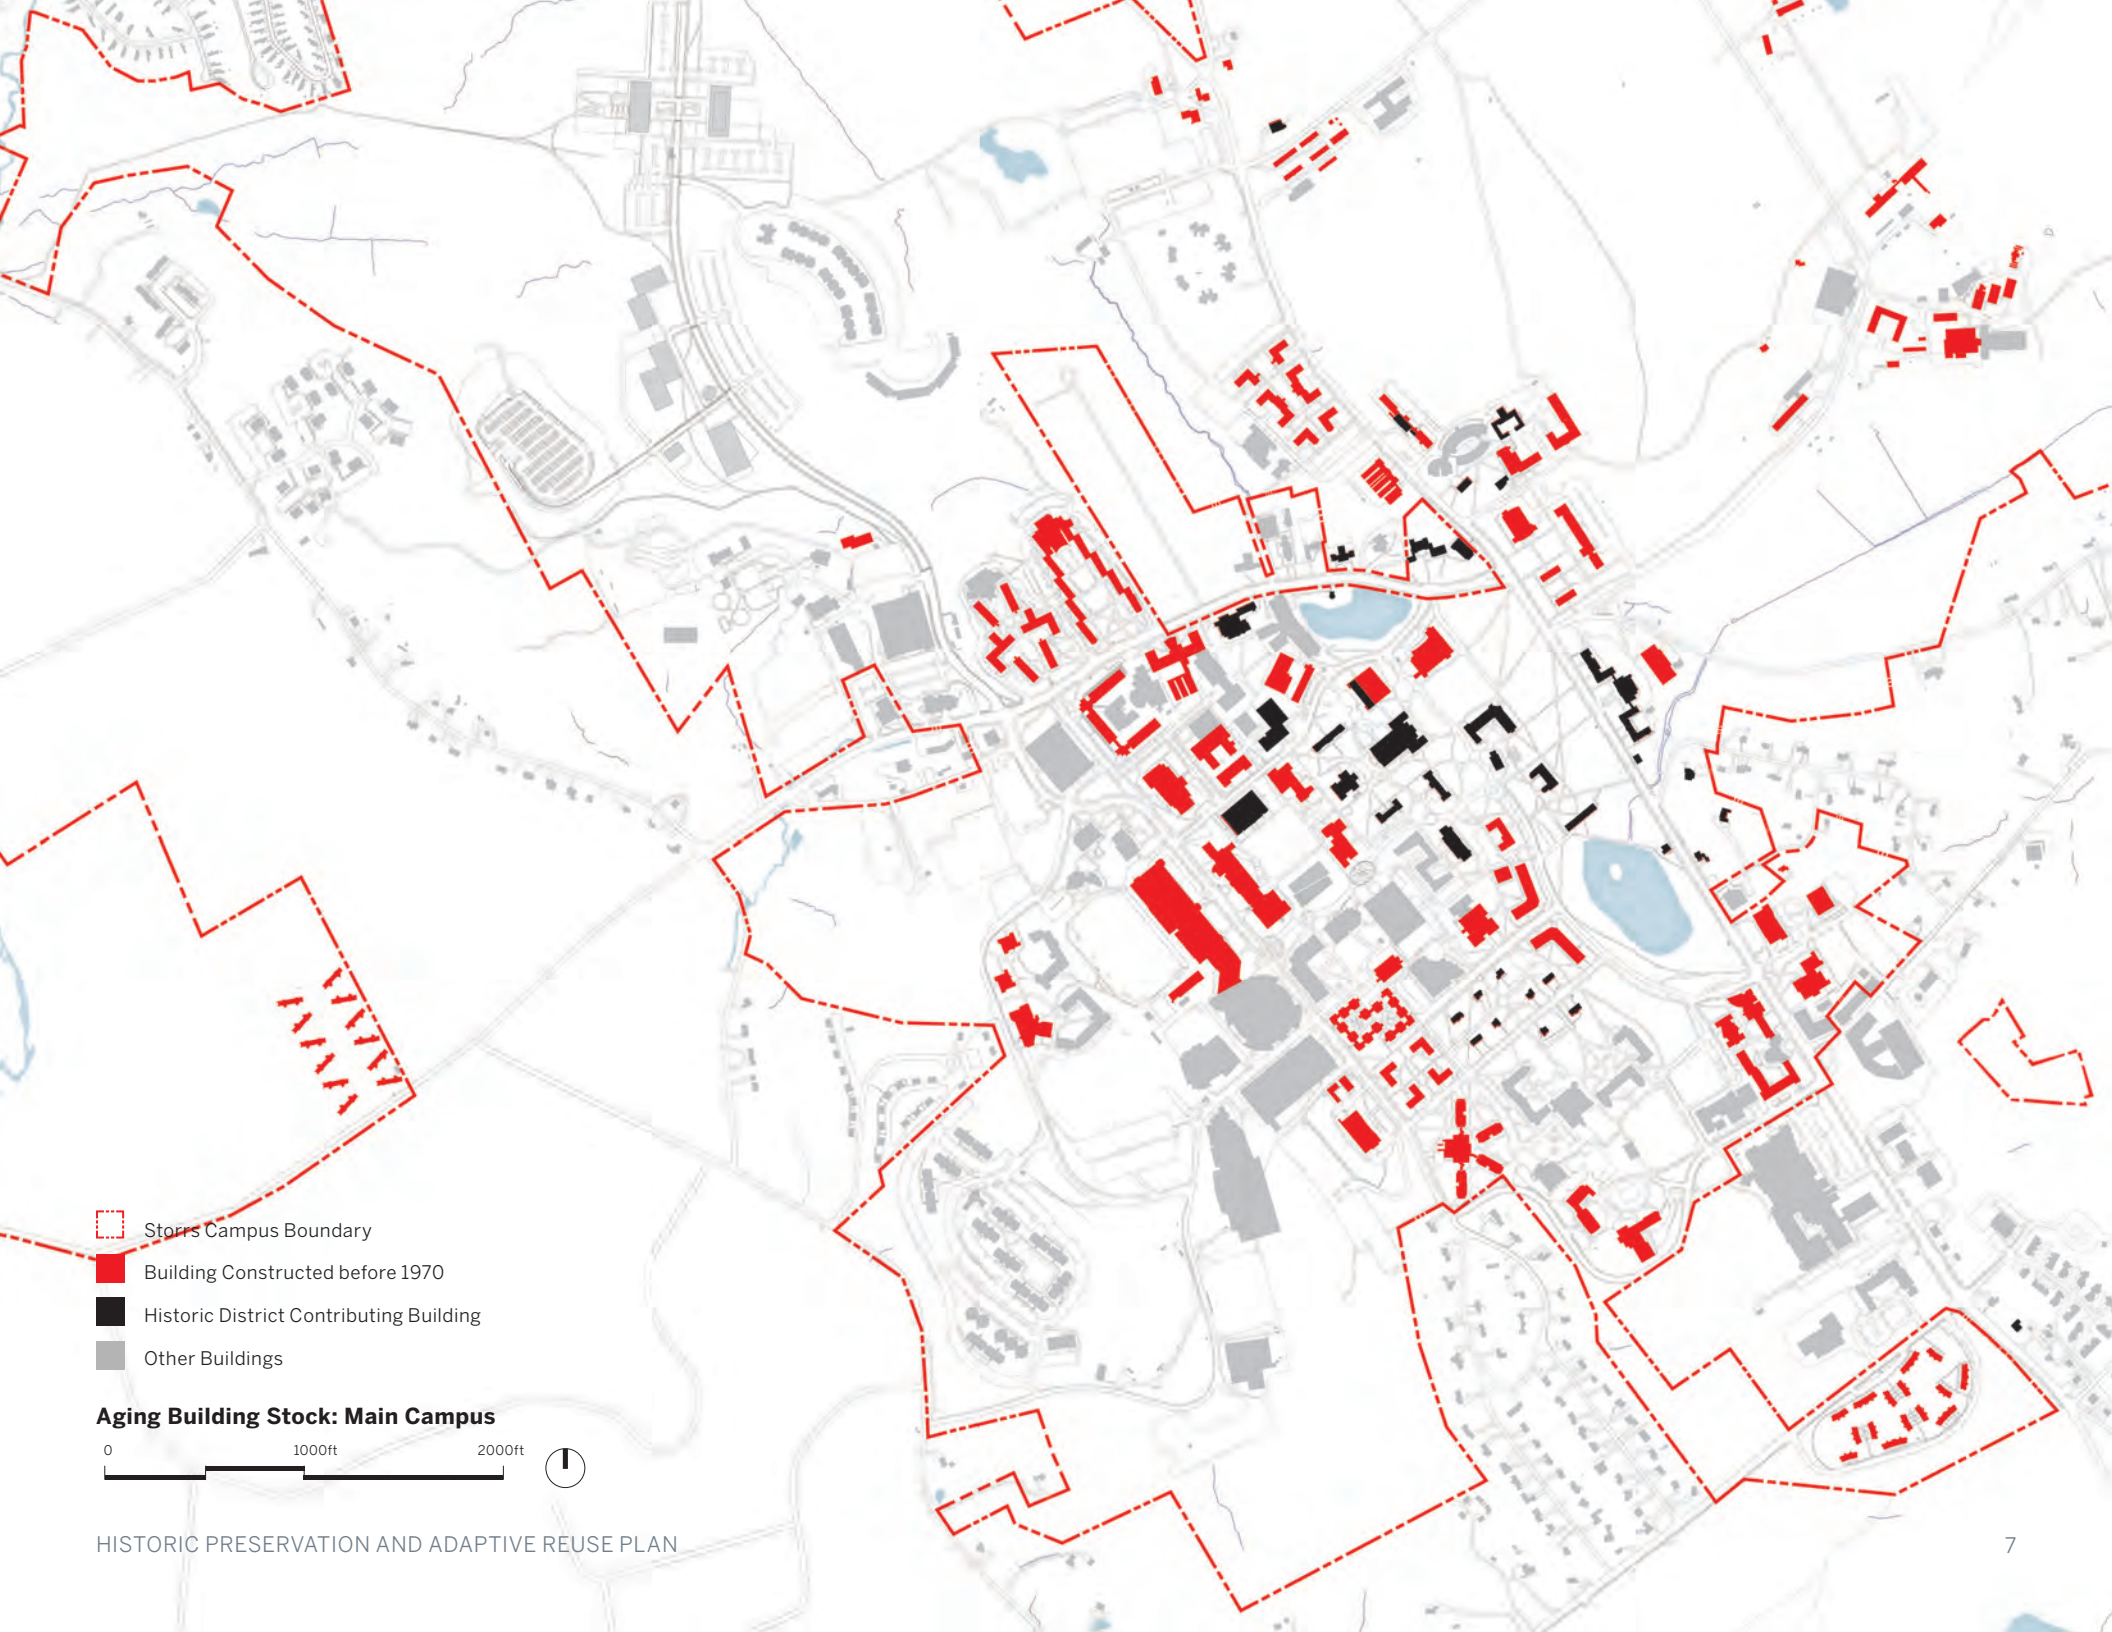 Storrs Campus Boundary
Building Constructed before 1970
Historic District Contributing Building
Other Buildings
Aging Building Stock: Main Campus
0 1000ft 2000ft
HISTORIC PRESERVATION AND ADAPTIVE REUSE PLAN 7